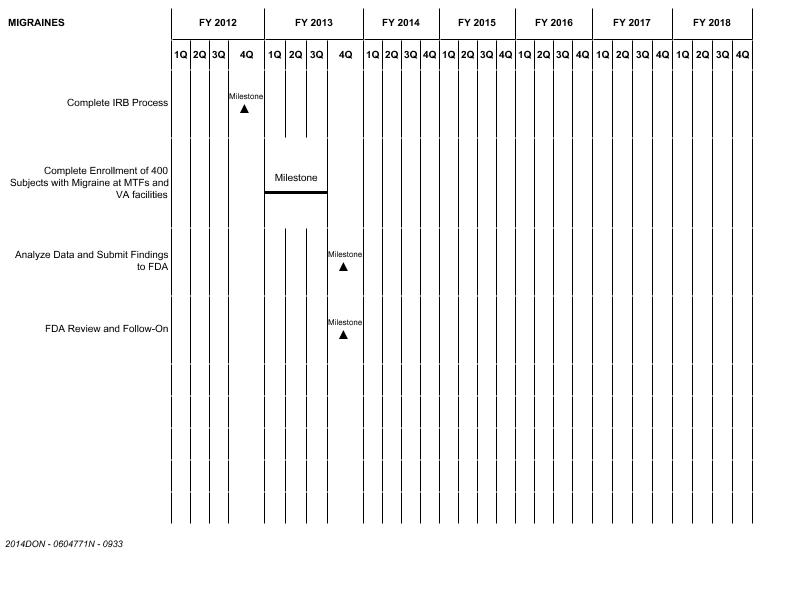 MIGRAINES FY 2012 FY 2013 FY 2014 FY 2015 FY 2016 FY 2017 FY 2018
1Q 2Q 3Q 4Q 1Q 2Q 3Q 4Q 1Q 2Q 3Q 4Q 1Q 2Q 3Q 4Q 1Q 2Q 3Q 4Q 1Q 2Q 3Q 4Q 1Q 2Q 3Q 4Q
Milestone
Complete IRB Process
Complete Enrollment of 400
Subjects with Migraine at MTFs and
VA facilities
Milestone
Analyze Data and Submit Findings
to FDA
Milestone
Milestone
FDA Review and Follow-On
2014DON - 0604771N - 0933